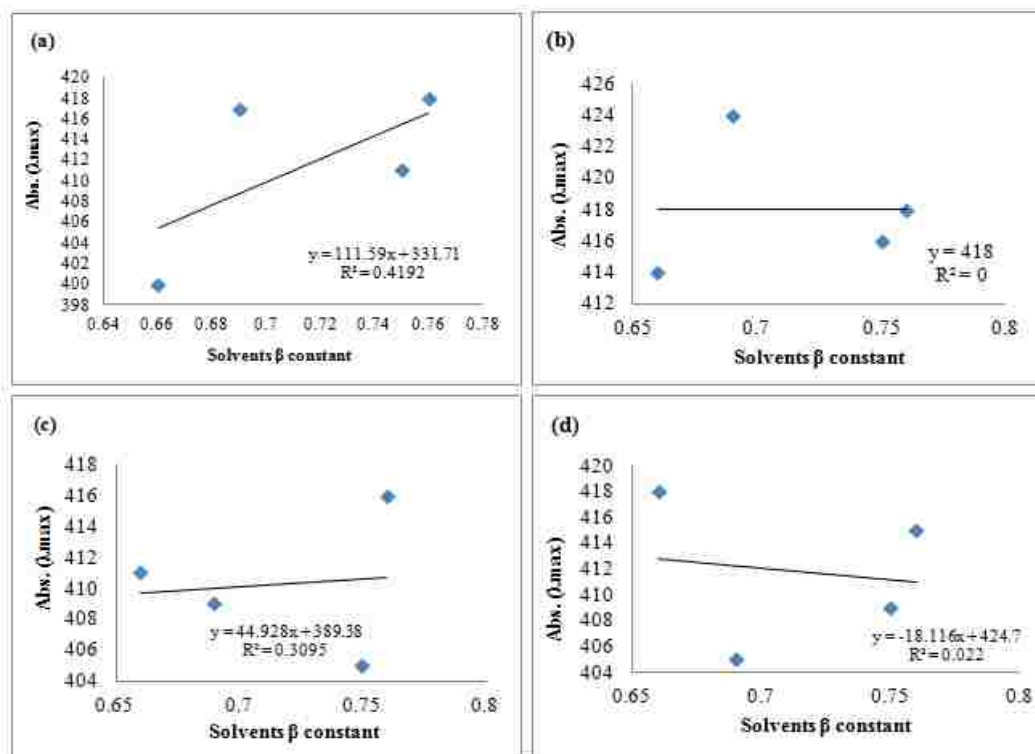 (a)
Abs. (λmax)
420
418
416
414
412
410
408
406
404
402
400
398
0.64 0.66 0.68 0.7 0.72 0.74 0.76 0.78
y = 111.59x + 331.71
R² = 0.4192
Solvents β constant
(b)
Abs. (λmax)
426
424
422
420
418
416
414
412
0.65 0.7 0.75 0.8
y = 418
R² = 0
Solvents β constant
(c)
Abs. (λmax)
418
416
414
412
410
408
406
404
0.65 0.7 0.75 0.8
y = 44.928x + 389.38
R² = 0.3095
Solvents β constant
(d)
Abs. (λmax)
420
418
416
414
412
410
408
406
404
0.65 0.7 0.75 0.8
y = -18.116x + 424.7
R² = 0.022
Solvents β constant